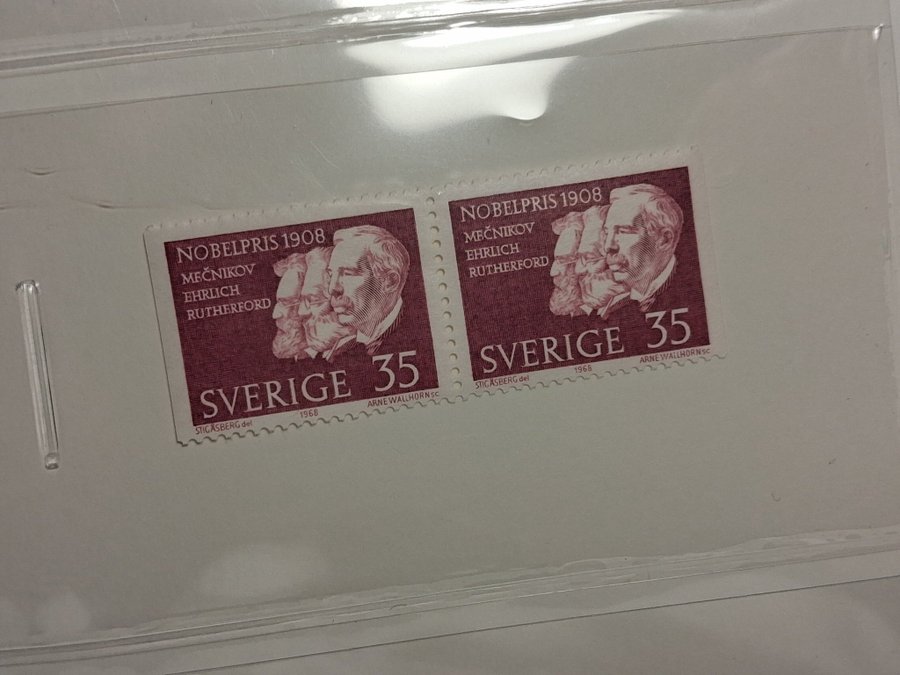 NOBELPRIS 1908
MEČNIKOV
EHRLICH
RUTHERFORD
SVERIGE 35
STIG ÅSBERG del 1968 ARNE WALLHORN sc
NOBELPRIS 1908
MEČNIKOV
EHRLICH
RUTHERFORD
SVERIGE 35
STIG ÅSBERG del 1968 ARNE WALLHORN sc